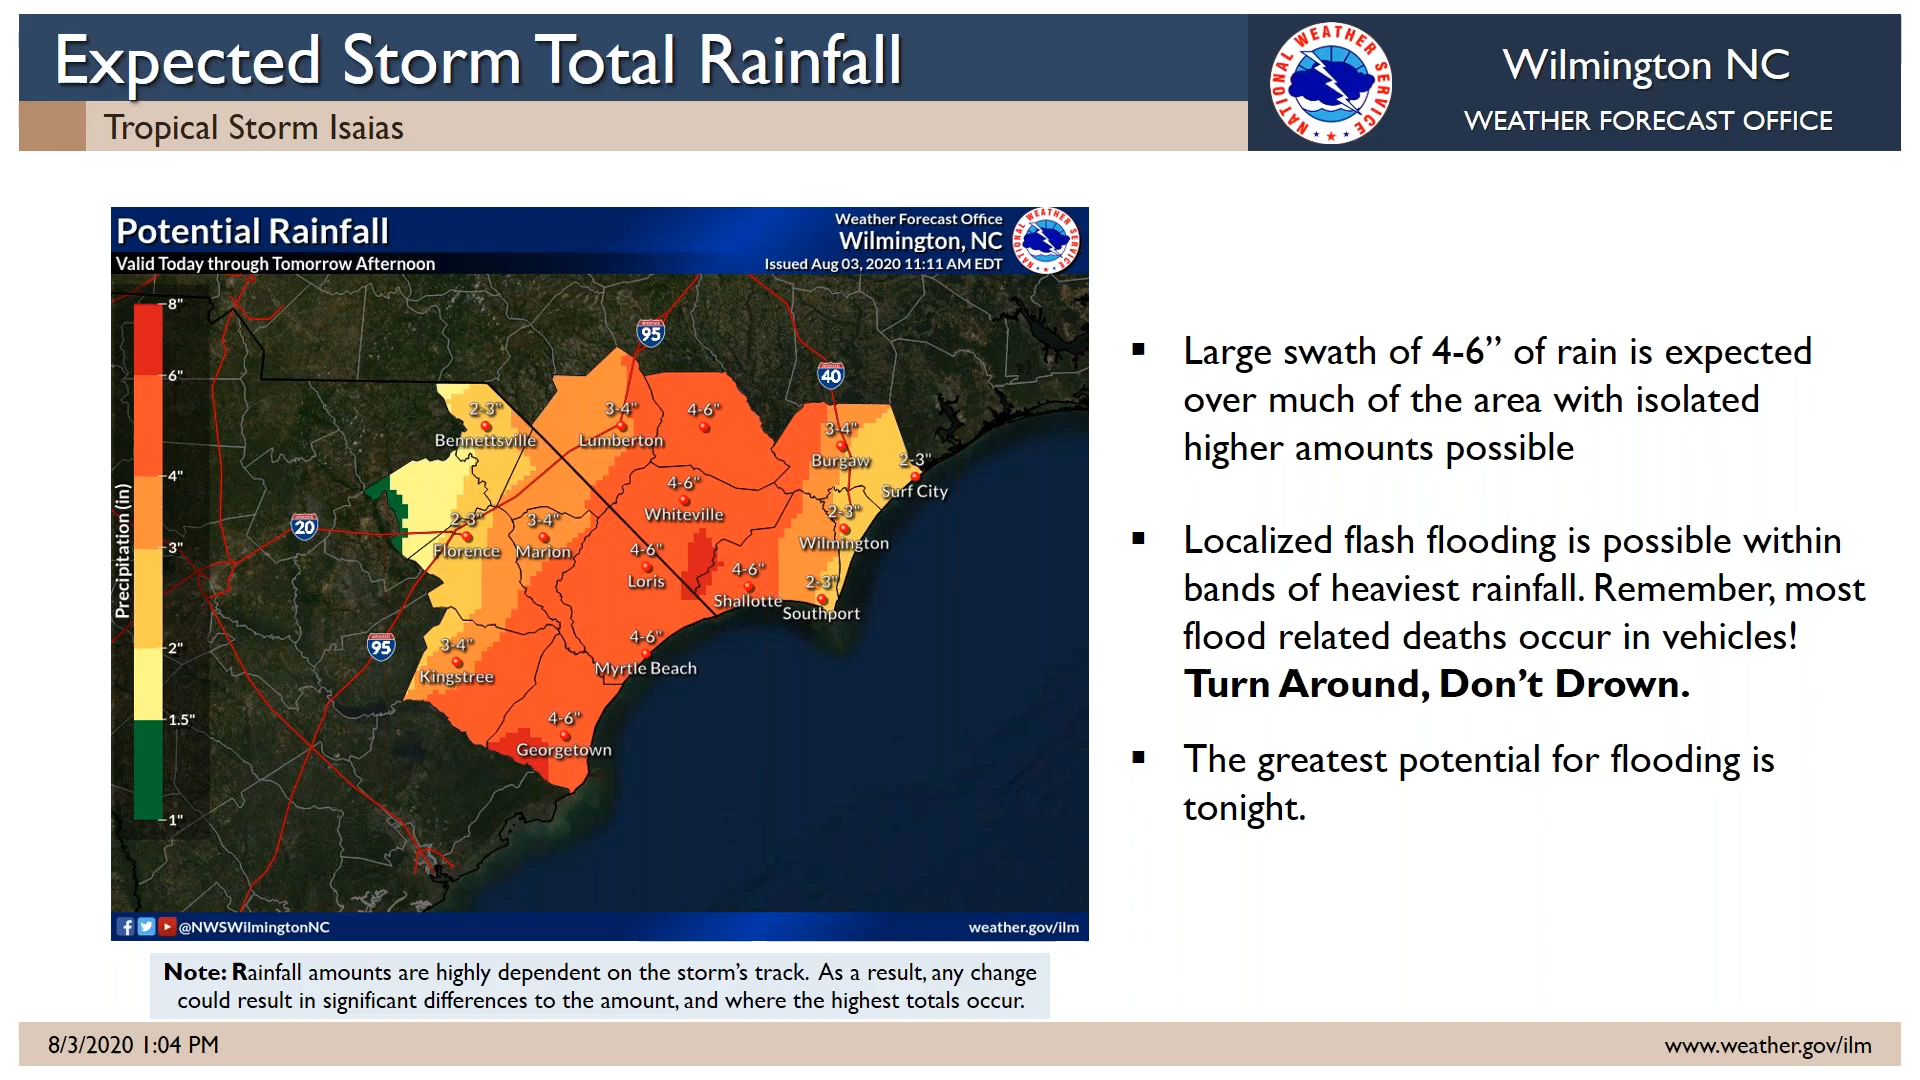 Expected Storm Total Rainfall
Tropical Storm Isaias
NATIONAL WEATHER SERVICE
Wilmington NC
WEATHER FORECAST OFFICE
Potential Rainfall
Valid Today through Tomorrow Afternoon
Weather Forecast Office
Wilmington, NC
Issued Aug 03, 2020 11:11 AM EDT
NATIONAL WEATHER SERVICE
Precipitation (in)
8"
6"
4"
3"
2"
1.5"
1"
95
40
20
95
2-3"
Bennettsville
3-4"
Lumberton
4-6"
3-4"
Burgaw
2-3"
Surf City
4-6"
Whiteville
2-3"
Wilmington
2-3"
Florence
3-4"
Marion
4-6"
Loris
4-6"
Shallotte
2-3"
Southport
4-6"
Myrtle Beach
3-4"
Kingstree
4-6"
Georgetown
@NWSWilmingtonNC
weather.gov/ilm
Note: Rainfall amounts are highly dependent on the storm's track. As a result, any change
could result in significant differences to the amount, and where the highest totals occur.
▪ Large swath of 4-6” of rain is expected
over much of the area with isolated
higher amounts possible
▪ Localized flash flooding is possible within
bands of heaviest rainfall. Remember, most
flood related deaths occur in vehicles!
Turn Around, Don’t Drown.
▪ The greatest potential for flooding is
tonight.
8/3/2020 1:04 PM
www.weather.gov/ilm